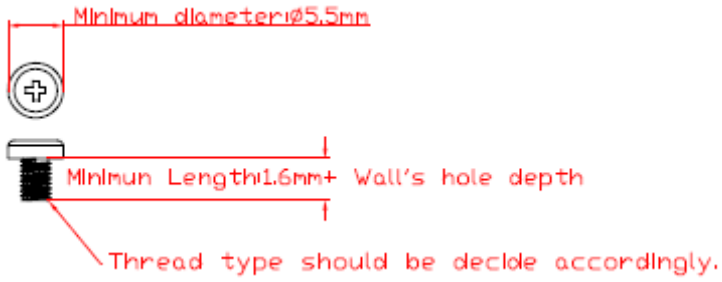 Minimum diameter:Ø5.5mm
Minimun Length:1.6mm+ Wall's hole depth
Thread type should be decide accordingly.